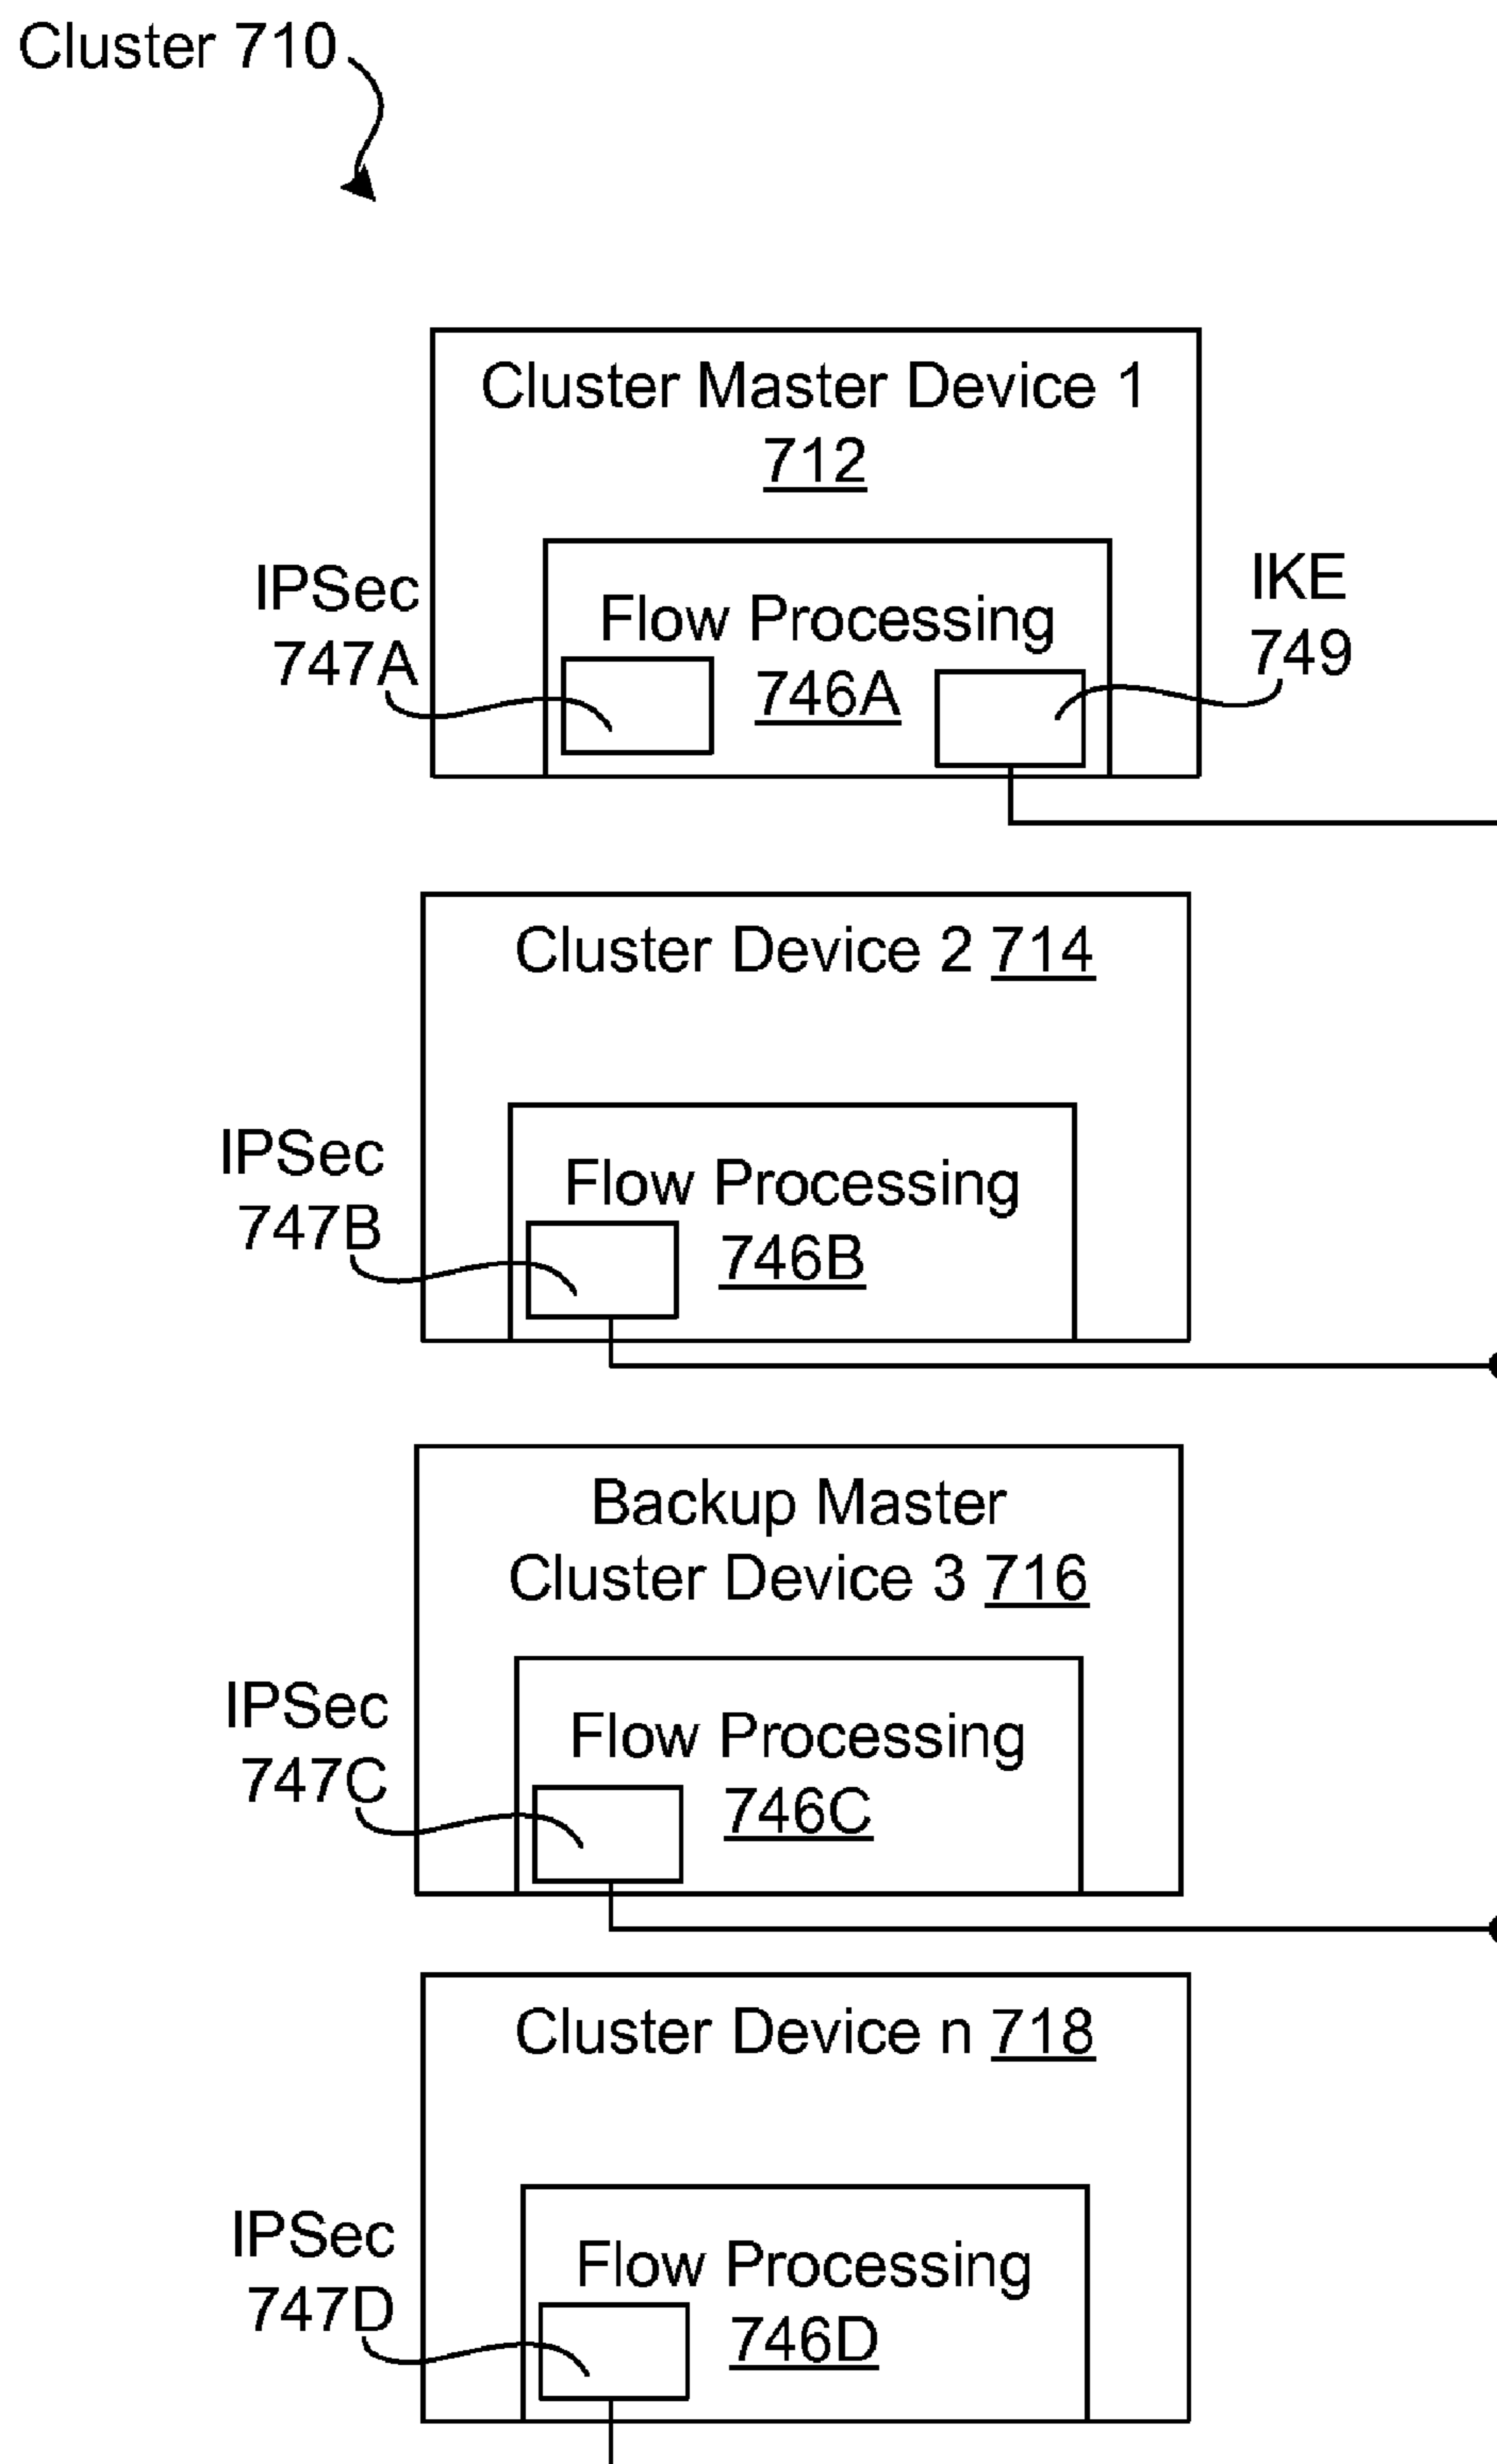 Cluster 710
Cluster Master Device 1
712
IPSec
747A
Flow Processing
746A
IKE
749
Cluster Device 2 714
IPSec
747B
Flow Processing
746B
Backup Master
Cluster Device 3 716
IPSec
747C
Flow Processing
746C
Cluster Device n 718
IPSec
747D
Flow Processing
746D